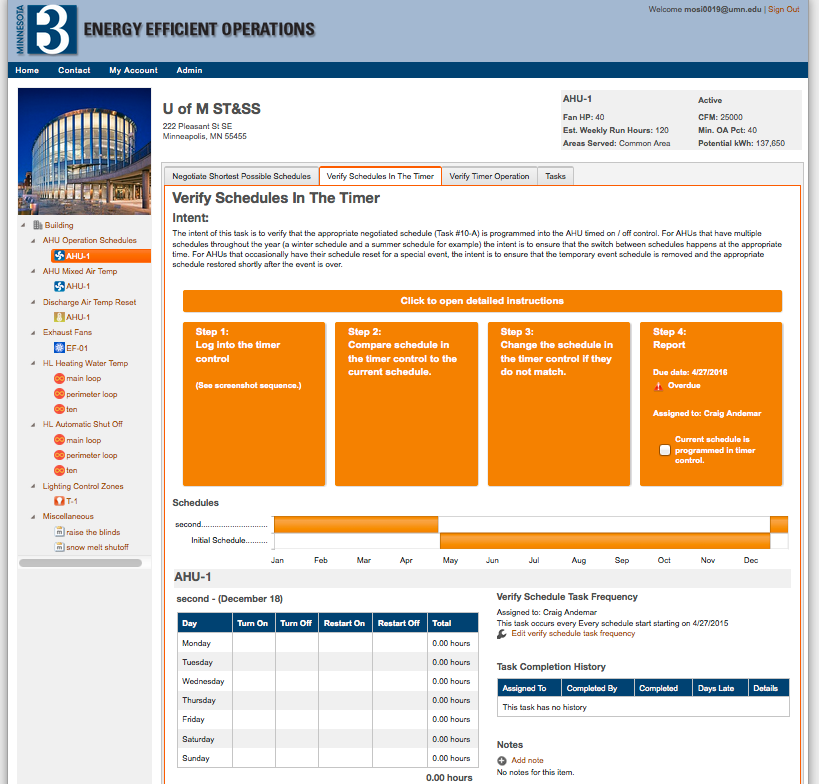 MINNESOTA
B3
ENERGY EFFICIENT OPERATIONS
Welcome mosi0019@umn.edu | Sign Out
Home Contact My Account Admin
U of M ST&SS
222 Pleasant St SE
Minneapolis, MN 55455
AHU-1 Active
Fan HP: 40 CFM: 25000
Est. Weekly Run Hours: 120 Min. OA Pct: 40
Areas Served: Common Area Potential kWh: 137,650
Building
AHU Operation Schedules
AHU-1
AHU Mixed Air Temp
AHU-1
Discharge Air Temp Reset
AHU-1
Exhaust Fans
EF-01
HL Heating Water Temp
main loop
perimeter loop
ten
HL Automatic Shut Off
main loop
perimeter loop
ten
Lighting Control Zones
T-1
Miscellaneous
raise the blinds
snow melt shutoff
Negotiate Shortest Possible Schedules Verify Schedules In The Timer Verify Timer Operation Tasks
Verify Schedules In The Timer
Intent:
The intent of this task is to verify that the appropriate negotiated schedule (Task #10-A) is programmed into the AHU timed on / off control. For AHUs that have multiple
schedules throughout the year (a winter schedule and a summer schedule for example) the intent is to ensure that the switch between schedules happens at the appropriate
time. For AHUs that occasionally have their schedule reset for a special event, the intent is to ensure that the temporary event schedule is removed and the appropriate
schedule restored shortly after the event is over.
Click to open detailed instructions
Step 1:
Log into the timer
control
(See screenshot sequence.)
Step 2:
Compare schedule in
the timer control to the
current schedule.
Step 3:
Change the schedule in
the timer control if they
do not match.
Step 4:
Report
Due date: 4/27/2016
Overdue
Assigned to: Craig Andemar
Current schedule is
programmed in timer
control.
Schedules
second............................
Initial Schedule..........
Jan Feb Mar Apr May Jun Jul Aug Sep Oct Nov Dec
AHU-1
second - (December 18)
Day Turn On Turn Off Restart On Restart Off Total
Monday 0.00 hours
Tuesday 0.00 hours
Wednesday 0.00 hours
Thursday 0.00 hours
Friday 0.00 hours
Saturday 0.00 hours
Sunday 0.00 hours
0.00 hours
Verify Schedule Task Frequency
Assigned to: Craig Andemar
This task occurs every Every schedule start starting on 4/27/2015
Edit verify schedule task frequency
Task Completion History
Assigned To Completed By Completed Days Late Details
This task has no history
Notes
Add note
No notes for this item.